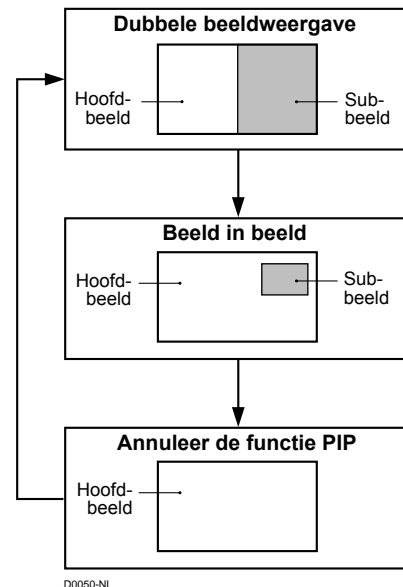 Dubbele beeldweergave
Hoofd-
beeld
Sub-
beeld
Beeld in beeld
Hoofd-
beeld
Sub-
beeld
Annuleer de functie PIP
Hoofd-
beeld
D0050-NL